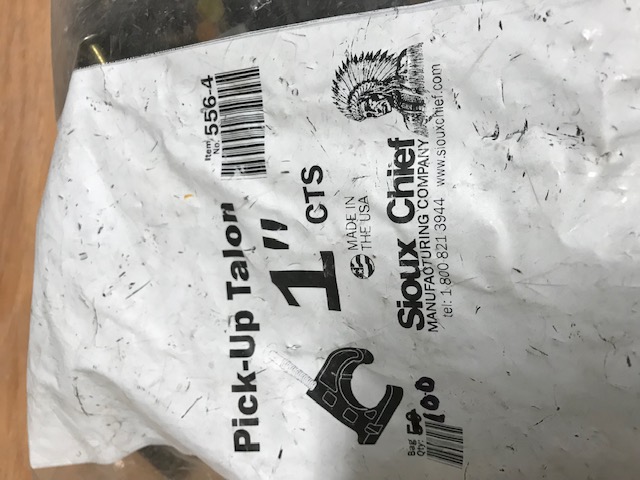 Pick-Up Talon
Item No. 556-4
1"
CTS
MADE IN
THE USA
Sioux Chief
MANUFACTURING COMPANY
tel: 1 800 821 3944 www.siouxchief.com
Bag
Qty:
100